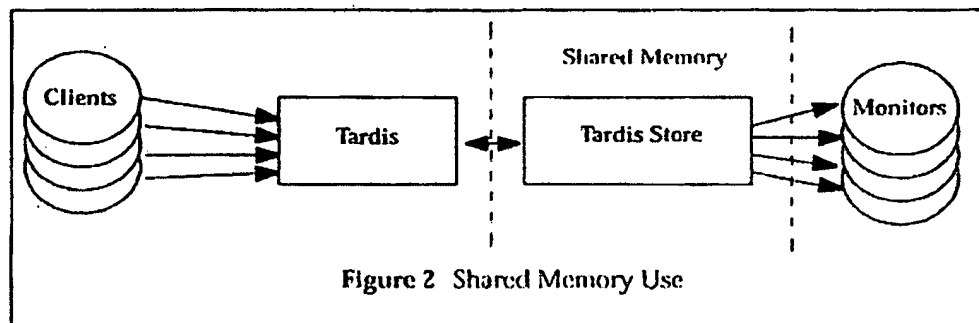 Shared Memory
Clients
Tardis
Tardis Store
Monitors
Figure 2 Shared Memory Use